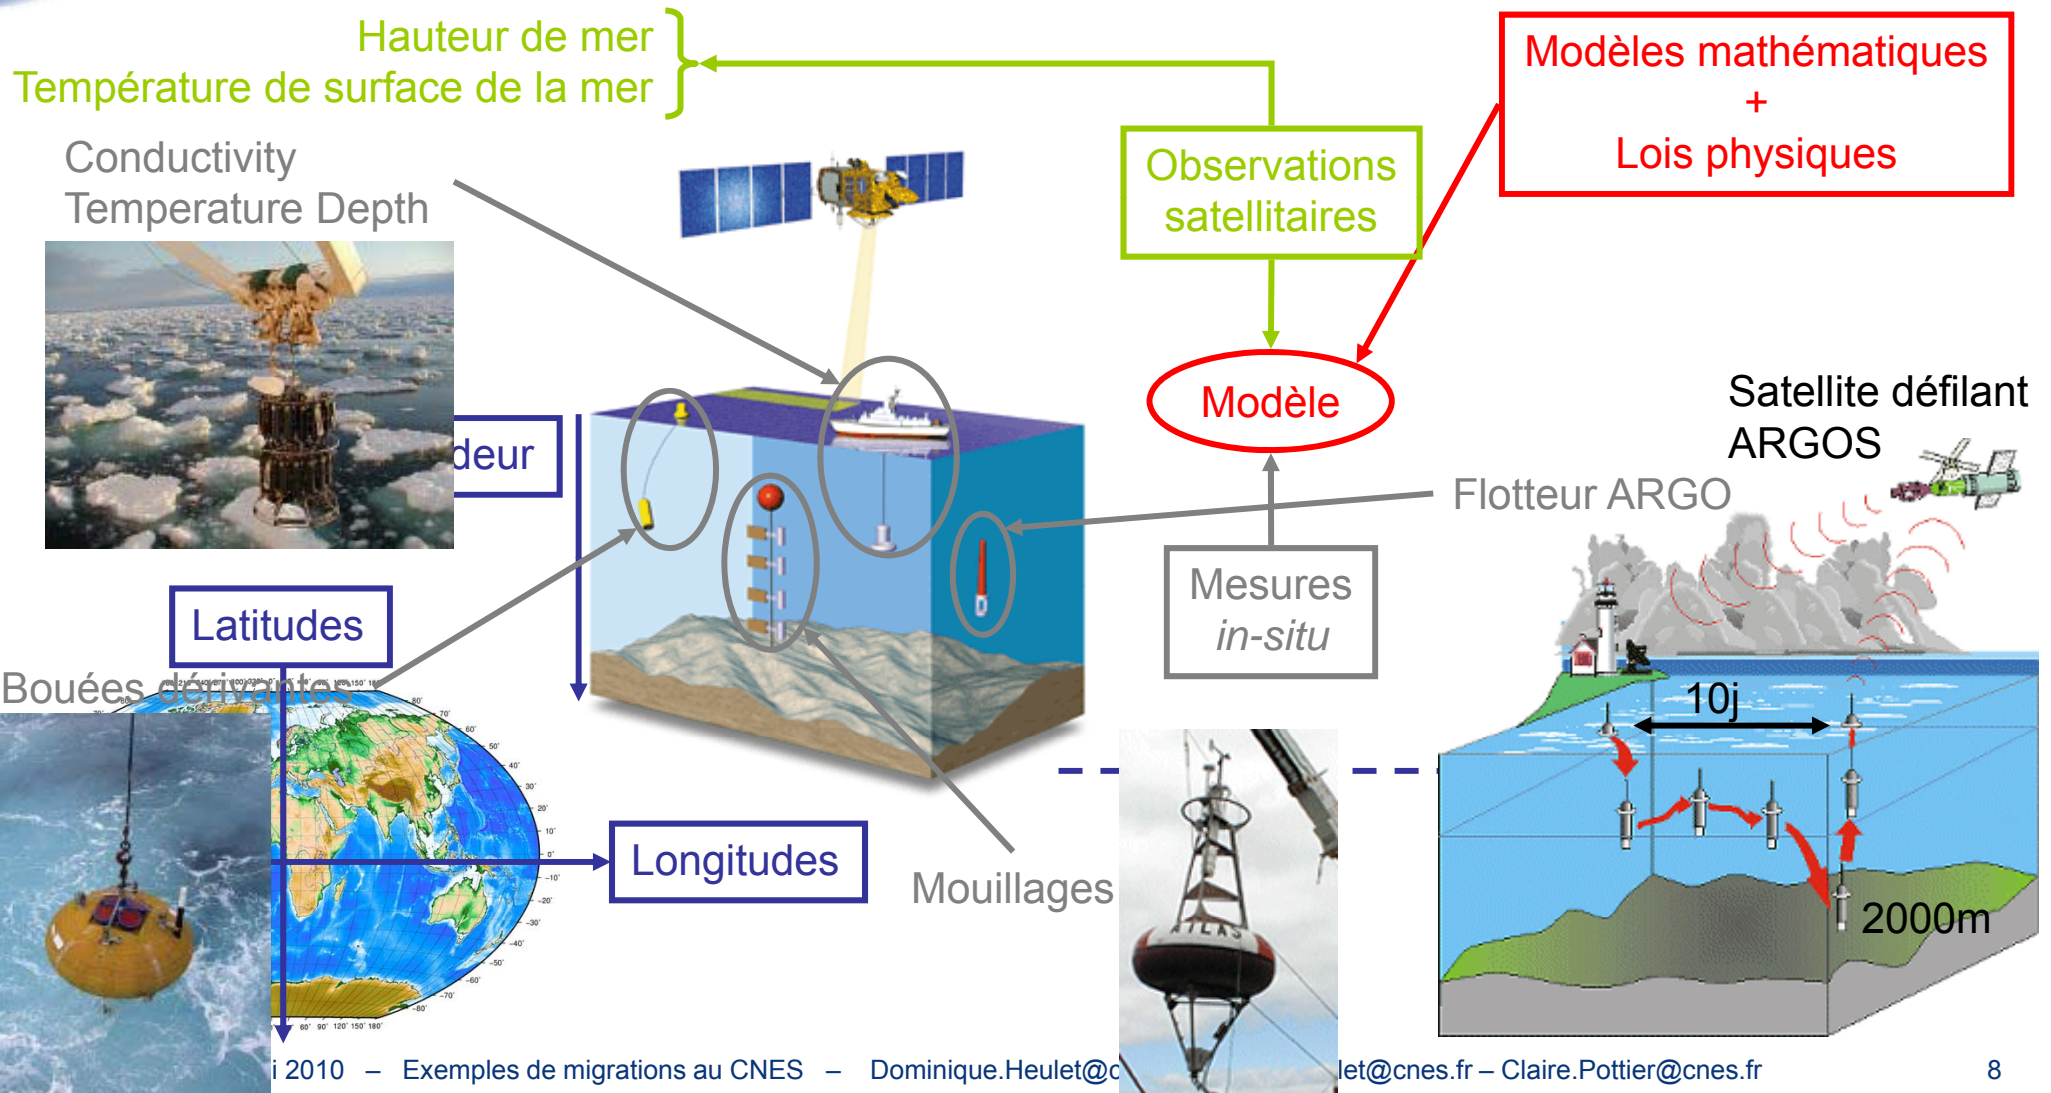 Hauteur de mer
Température de surface de la mer
Modèles mathématiques
+
Lois physiques
Conductivity
Temperature Depth
Observations
satellitaires
Modèle
Satellite défilant
ARGOS
deur
Flotteur ARGO
Mesures
in-situ
Latitudes
Bouées dérivantes
10j
Longitudes
Mouillages
ATLAS
2000m
i 2010 – Exemples de migrations au CNES – Dominique.Heulet@c let@cnes.fr – Claire.Pottier@cnes.fr 8